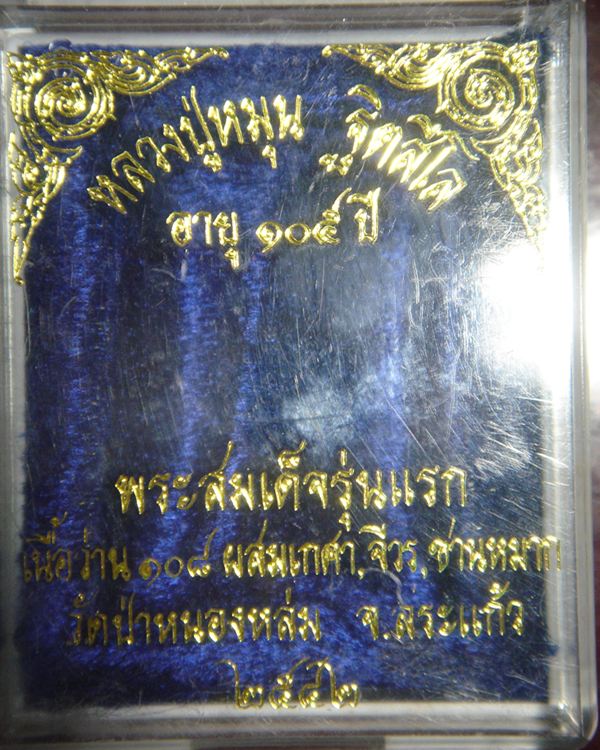 หลวงปู่หมุน ฐิตสีโล
อายุ ๑๐๕ ปี
พระสมเด็จรุ่นแรก
เนื้อว่าน ๑๐๘ ผสมเกศา,จีวร,ชานหมาก
วัดป่าหนองหล่ม จ.สระแก้ว
๒๕๔๒